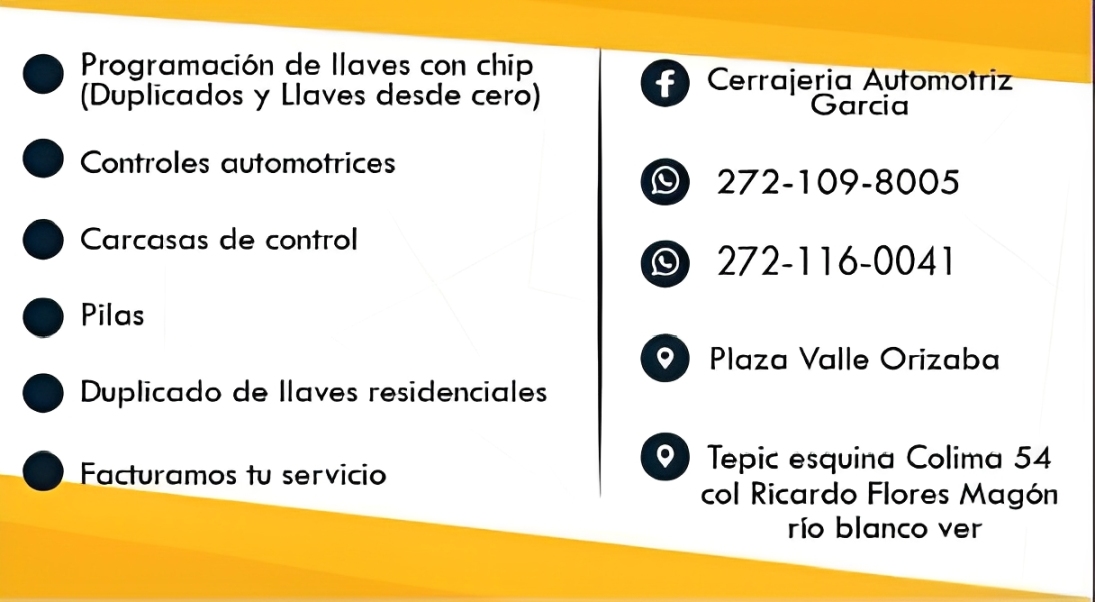 Programación de llaves con chip
(Duplicados y Llaves desde cero)
Controles automotrices
Carcasas de control
Pilas
Duplicado de llaves residenciales
Facturamos tu servicio
Cerrajeria Automotriz
Garcia
272-109-8005
272-116-0041
Plaza Valle Orizaba
Tepic esquina Colima 54
col Ricardo Flores Magón
río blanco ver